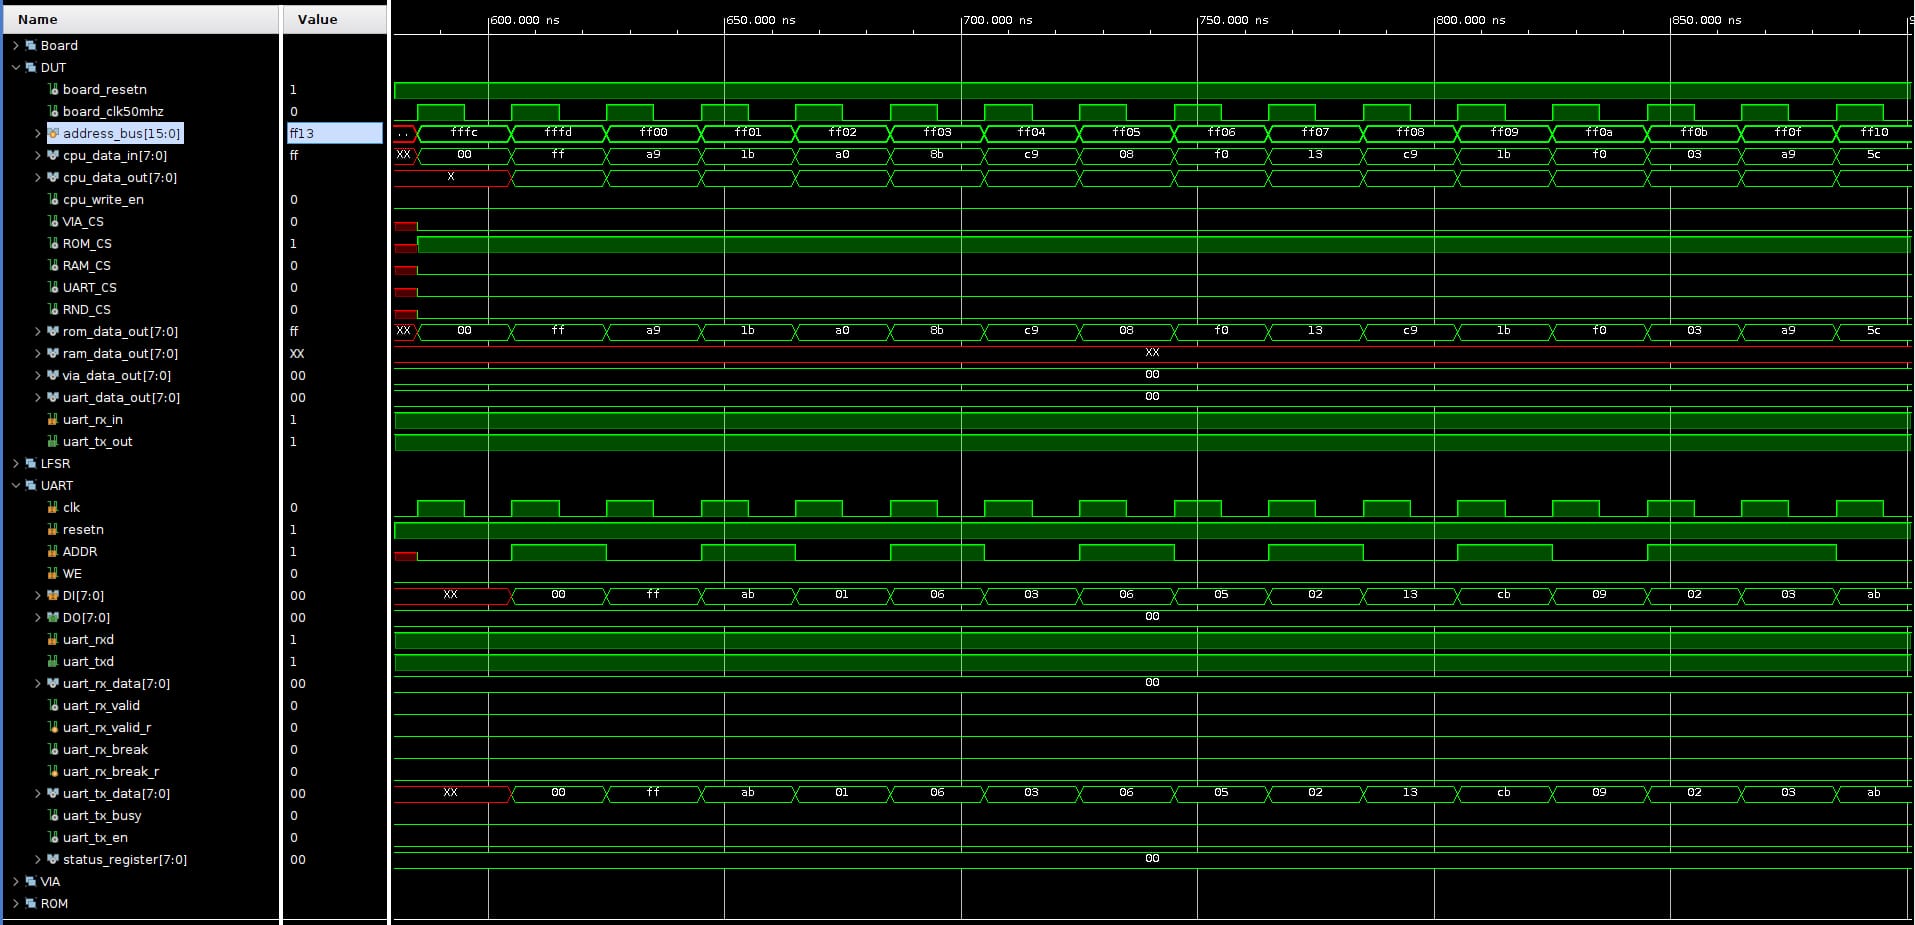 Name Value 600.000 ns 650.000 ns 700.000 ns 750.000 ns 800.000 ns 850.000 ns
Board
DUT
board_resetn 1
board_clk50mhz 0
address_bus[15:0] ff13 .. fffc fffd ff00 ff01 ff02 ff03 ff04 ff05 ff06 ff07 ff08 ff09 ff0a ff0b ff0f ff10
cpu_data_in[7:0] ff XX 00 ff a9 1b a0 8b c9 08 f0 13 c9 1b f0 03 a9 5c
cpu_data_out[7:0] X
cpu_write_en 0
VIA_CS 0
ROM_CS 1
RAM_CS 0
UART_CS 0
RND_CS 0
rom_data_out[7:0] ff XX 00 ff a9 1b a0 8b c9 08 f0 13 c9 1b f0 03 a9 5c
ram_data_out[7:0] XX XX
via_data_out[7:0] 00 00
uart_data_out[7:0] 00 00
uart_rx_in 1
uart_tx_out 1
LFSR
UART
clk 0
resetn 1
ADDR 1
WE 0
DI[7:0] 00 XX 00 ff ab 01 06 03 06 05 02 13 cb 09 02 03 ab
DO[7:0] 00 00
uart_rxd 1
uart_txd 1
uart_rx_data[7:0] 00 00
uart_rx_valid 0
uart_rx_valid_r 0
uart_rx_break 0
uart_rx_break_r 0
uart_tx_data[7:0] 00 XX 00 ff ab 01 06 03 06 05 02 13 cb 09 02 03 ab
uart_tx_busy 0
uart_tx_en 0
status_register[7:0] 00 00
VIA
ROM